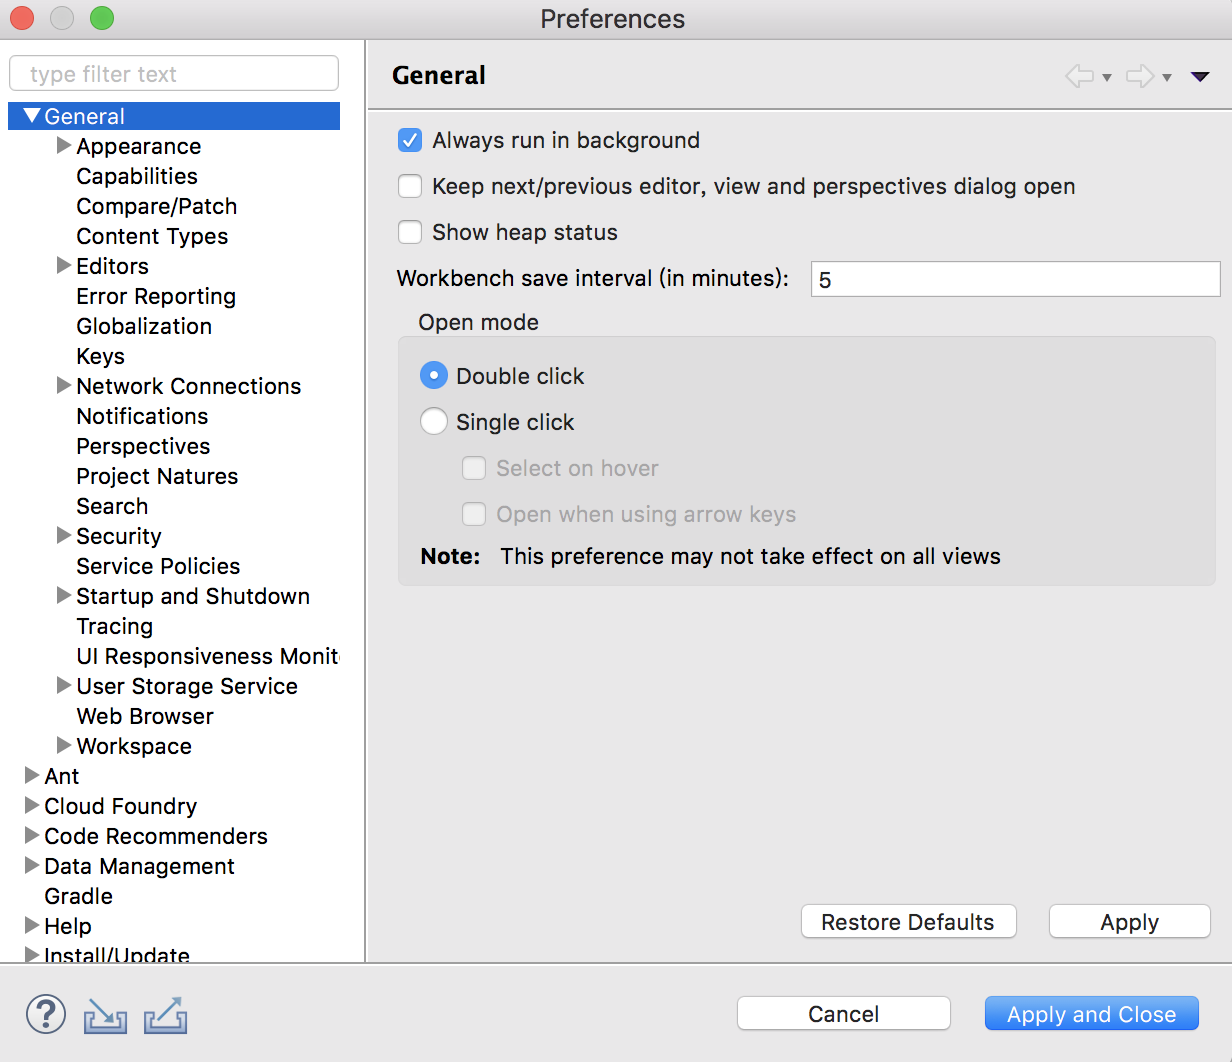 Preferences
type filter text
General
Appearance
Capabilities
Compare/Patch
Content Types
Editors
Error Reporting
Globalization
Keys
Network Connections
Notifications
Perspectives
Project Natures
Search
Security
Service Policies
Startup and Shutdown
Tracing
UI Responsiveness Monit
User Storage Service
Web Browser
Workspace
Ant
Cloud Foundry
Code Recommenders
Data Management
Gradle
Help
Install/Update
General
Always run in background
Keep next/previous editor, view and perspectives dialog open
Show heap status
Workbench save interval (in minutes): 5
Open mode
Double click
Single click
Select on hover
Open when using arrow keys
Note: This preference may not take effect on all views
Restore Defaults
Apply
?
Cancel
Apply and Close